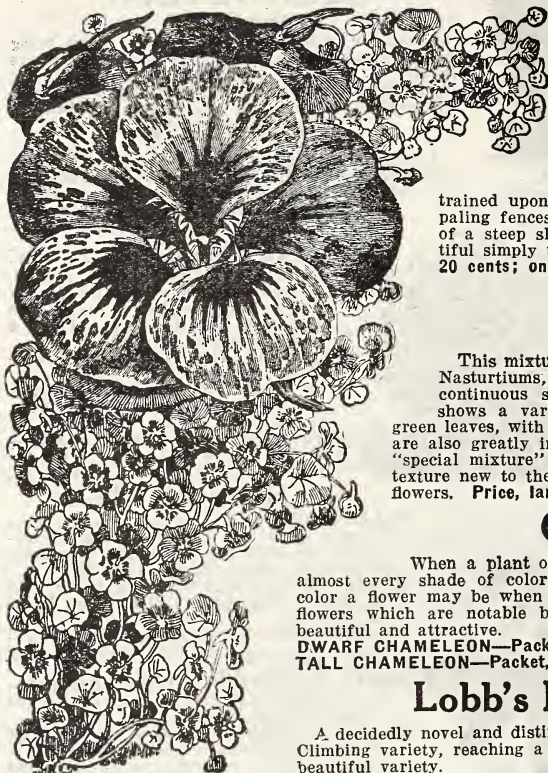 trained upon
paling fences
of a steep
tiful simply
20 cents; on
This mixtu
Nasturtiums,
continuous s
shows a var
green leaves, with
are also greatly in
"special mixture"
texture new to the
flowers. Price, lar
When a plant o
almost every shade of color
color a flower may be when
flowers which are notable b
beautiful and attractive.
DWARF CHAMELEON—Pack
TALL CHAMELEON—Packet,
Lobb's
A decidedly novel and disti
Climbing variety, reaching a
beautiful variety.